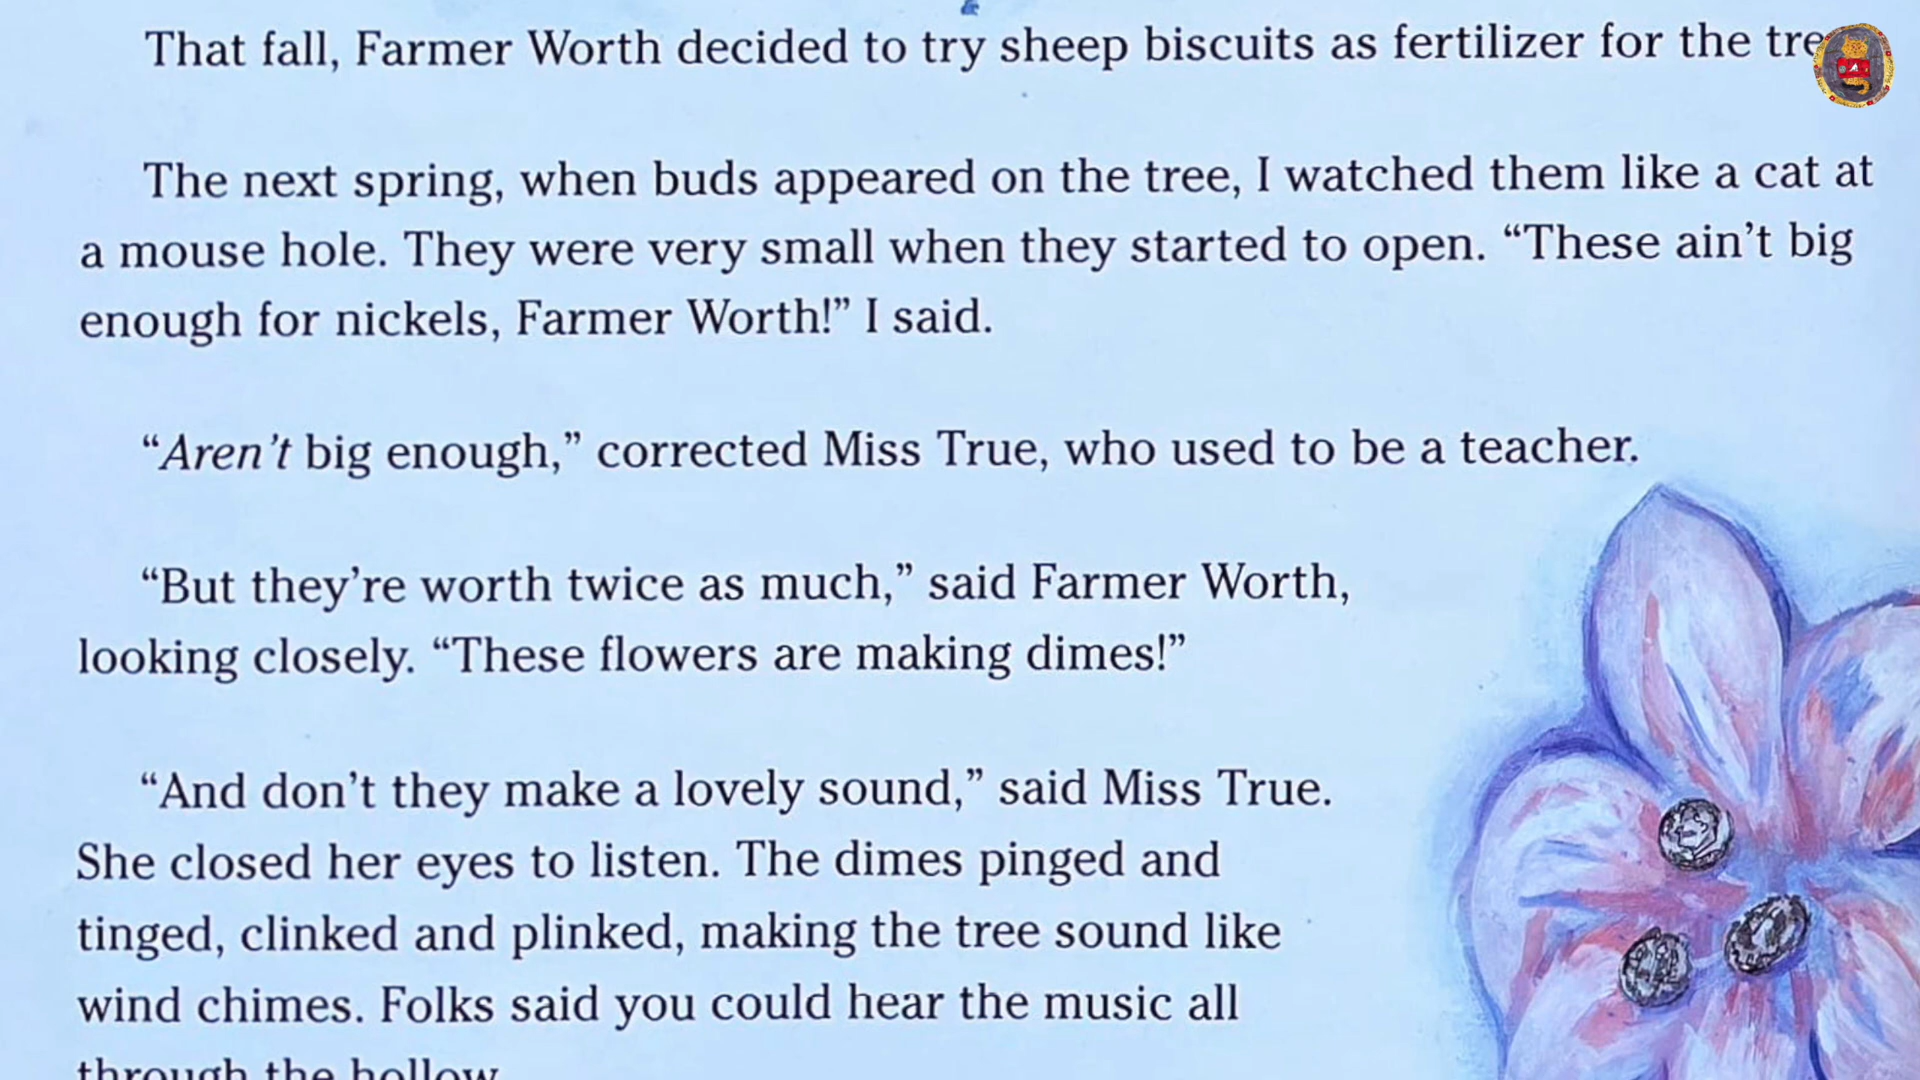 That fall, Farmer Worth decided to try sheep biscuits as fertilizer for the
The next spring, when buds appeared on the tree, I watched them like a cat at
a mouse hole. They were very small when they started to open. “These ain’t big
enough for nickels, Farmer Worth!” I said.
“Aren’t big enough,” corrected Miss True, who used to be a teacher.
“But they’re worth twice as much,” said Farmer Worth,
looking closely. “These flowers are making dimes!”
“And don’t they make a lovely sound,” said Miss True.
She closed her eyes to listen. The dimes pinged and
tinged, clinked and plinked, making the tree sound like
wind chimes. Folks said you could hear the music all
through the hollow